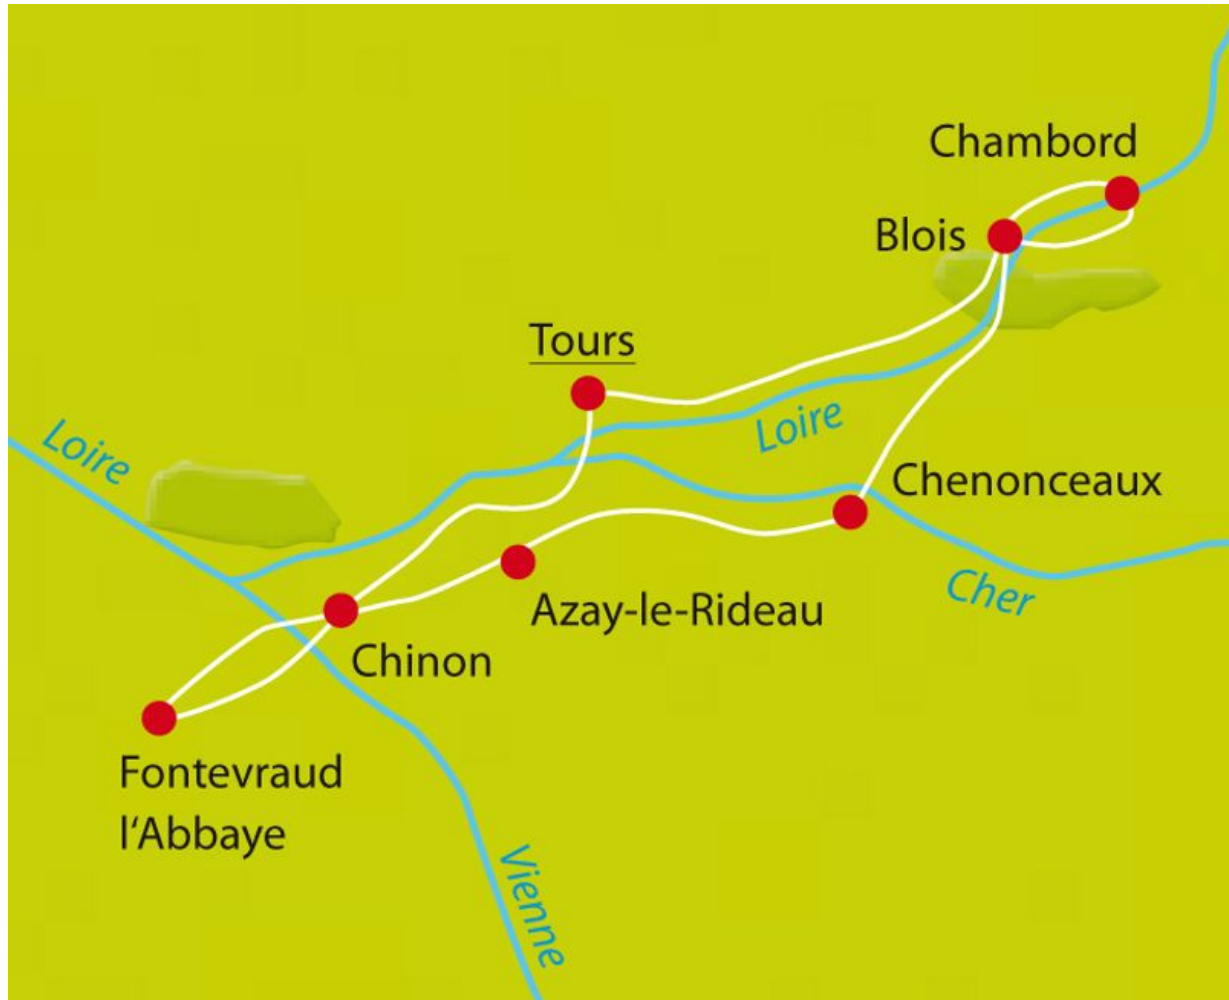 Chambord
Blois
Tours
Loire
Loire
Chenonceaux
Cher
Azay-le-Rideau
Chinon
Fontevraud
l‘Abbaye
Vienne